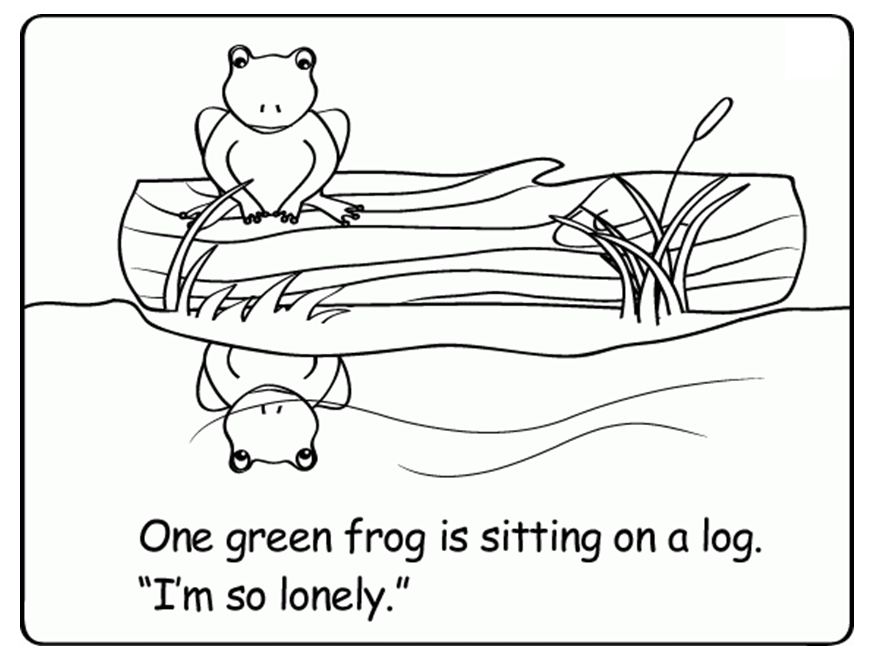 One green frog is sitting on a log.
“I’m so lonely.”